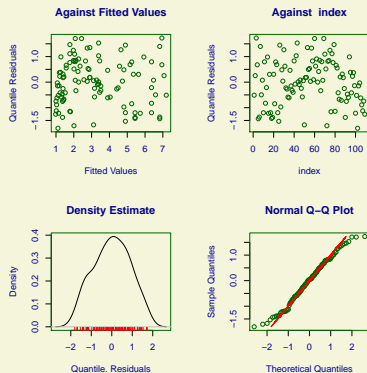 Against Fitted Values
Quantile Residuals
1.0
0.0
−1.5
1 2 3 4 5 6 7
Fitted Values
Against index
Quantile Residuals
1.0
0.0
−1.5
0 20 40 60 80 100
index
Density Estimate
Density
0.4
0.3
0.2
0.1
0.0
−2 −1 0 1 2
Quantile. Residuals
Normal Q−Q Plot
Sample Quantiles
1.0
0.0
−1.5
−2 −1 0 1 2
Theoretical Quantiles